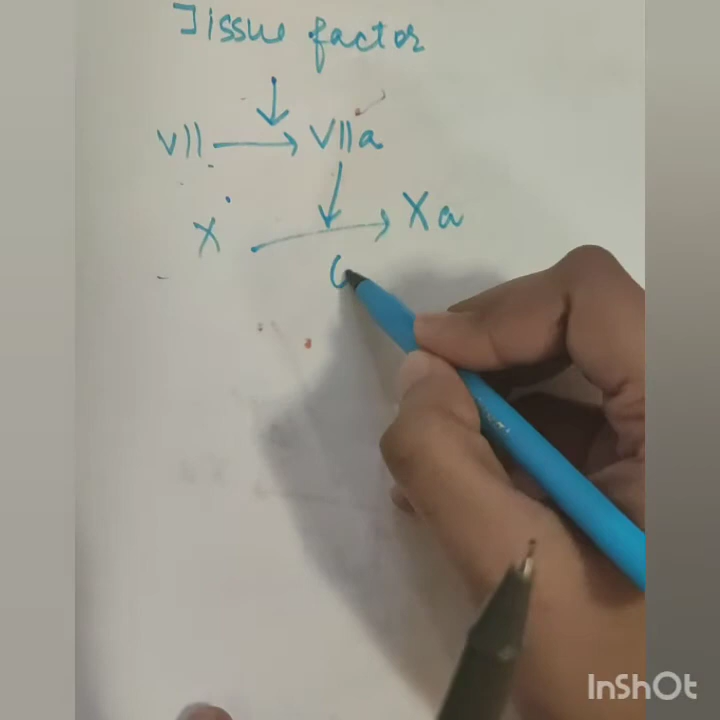 Tissue factor
VII → VIIa
X → Xa
C
InShOt